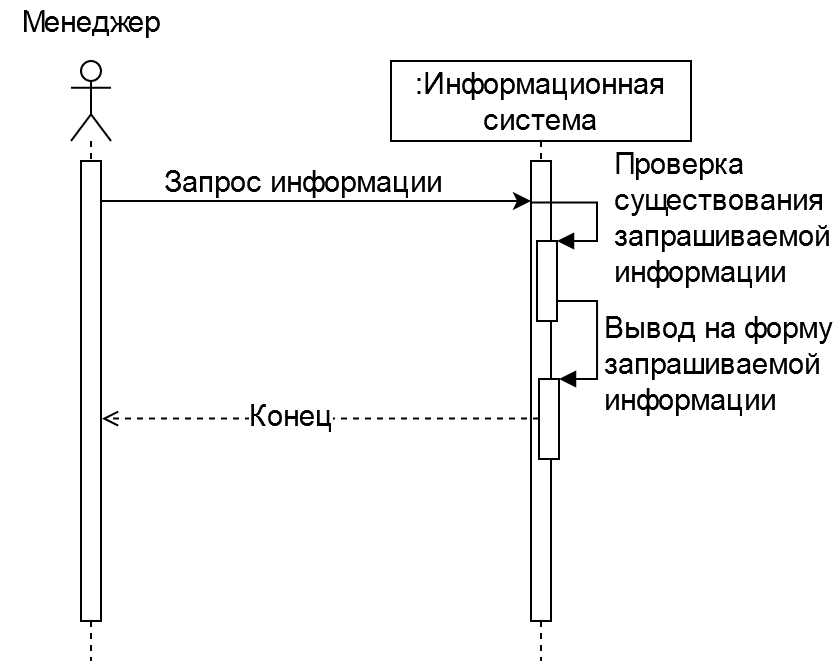 Менеджер
:Информационная
система
Запрос информации
Проверка
существования
запрашиваемой
информации
Вывод на форму
запрашиваемой
информации
Конец